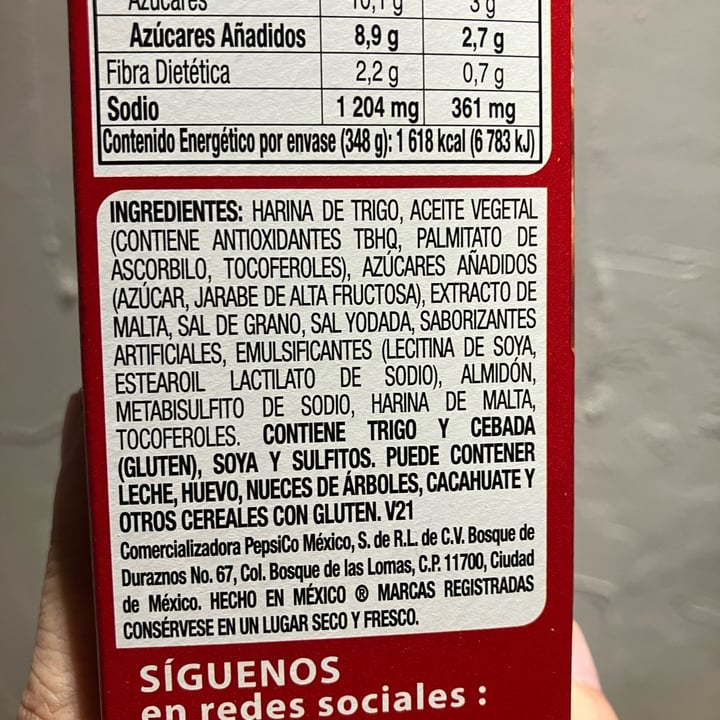 Azúcares 10,1 g 3 g
Azúcares Añadidos 8,9 g 2,7 g
Fibra Dietética 2,2 g 0,7 g
Sodio 1 204 mg 361 mg
Contenido Energético por envase (348 g): 1 618 kcal (6 783 kJ)
INGREDIENTES: HARINA DE TRIGO, ACEITE VEGETAL
(CONTIENE ANTIOXIDANTES TBHQ, PALMITATO DE
ASCORBILO, TOCOFEROLES), AZÚCARES AÑADIDOS
(AZÚCAR, JARABE DE ALTA FRUCTOSA), EXTRACTO DE
MALTA, SAL DE GRANO, SAL YODADA, SABORIZANTES
ARTIFICIALES, EMULSIFICANTES (LECITINA DE SOYA,
ESTEAROIL LACTILATO DE SODIO), ALMIDÓN,
METABISULFITO DE SODIO, HARINA DE MALTA,
TOCOFEROLES. CONTIENE TRIGO Y CEBADA
(GLUTEN), SOYA Y SULFITOS. PUEDE CONTENER
LECHE, HUEVO, NUECES DE ÁRBOLES, CACAHUATE Y
OTROS CEREALES CON GLUTEN. V21
Comercializadora PepsiCo México, S. de R.L. de C.V. Bosque de
Duraznos No. 67, Col. Bosque de las Lomas, C.P. 11700, Ciudad
de México. HECHO EN MÉXICO ® MARCAS REGISTRADAS
CONSÉRVESE EN UN LUGAR SECO Y FRESCO.
SÍGUENOS
en redes sociales :